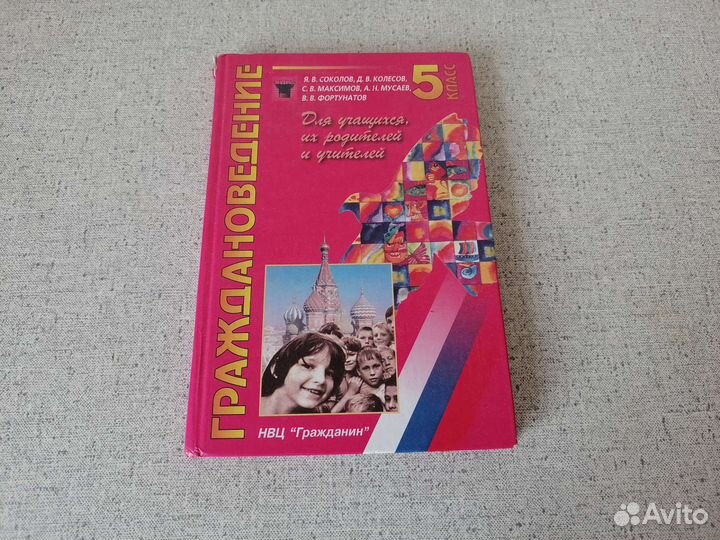 Я. В. СОКОЛОВ, Д. В. КОЛЕСОВ,
С. В. МАКСИМОВ, А. Н. МУСАЕВ,
В. В. ФОРТУНАТОВ
5
КЛАСС
Для учащихся,
их родителей
и учителей
ГРАЖДАНОВЕДЕНИЕ
НВЦ "Гражданин"
Avito